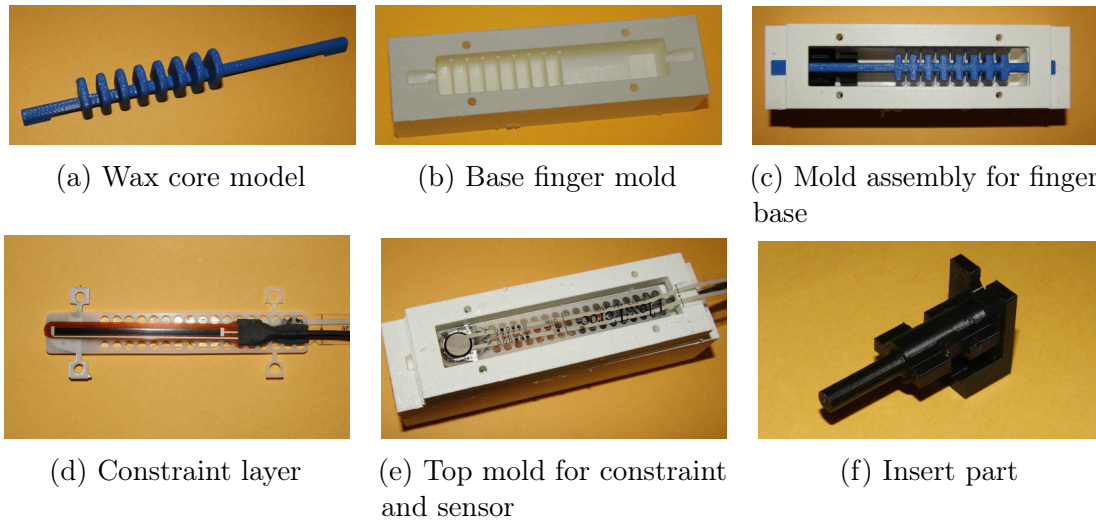 (a) Wax core model
(b) Base finger mold
(c) Mold assembly for finger
base
(d) Constraint layer
(e) Top mold for constraint
and sensor
(f) Insert part